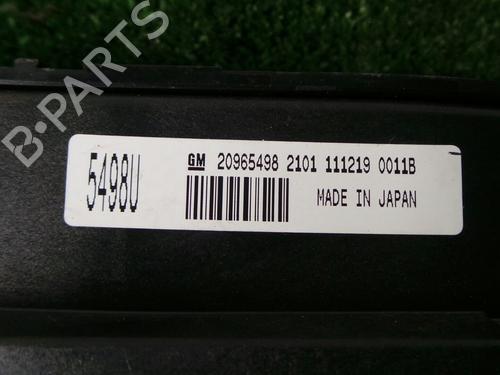 B-PARTS
5498U
GM 20965498 2101 111219 0011B
MADE IN JAPAN